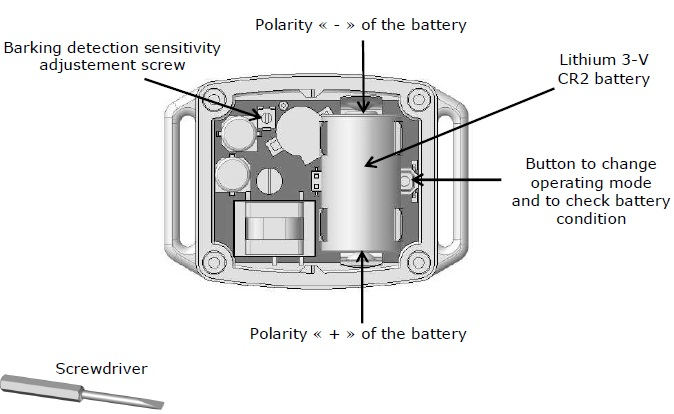 Polarity « - » of the battery
Barking detection sensitivity
adjustement screw
Lithium 3-V
CR2 battery
Button to change
operating mode
and to check battery
condition
Polarity « + » of the battery
Screwdriver